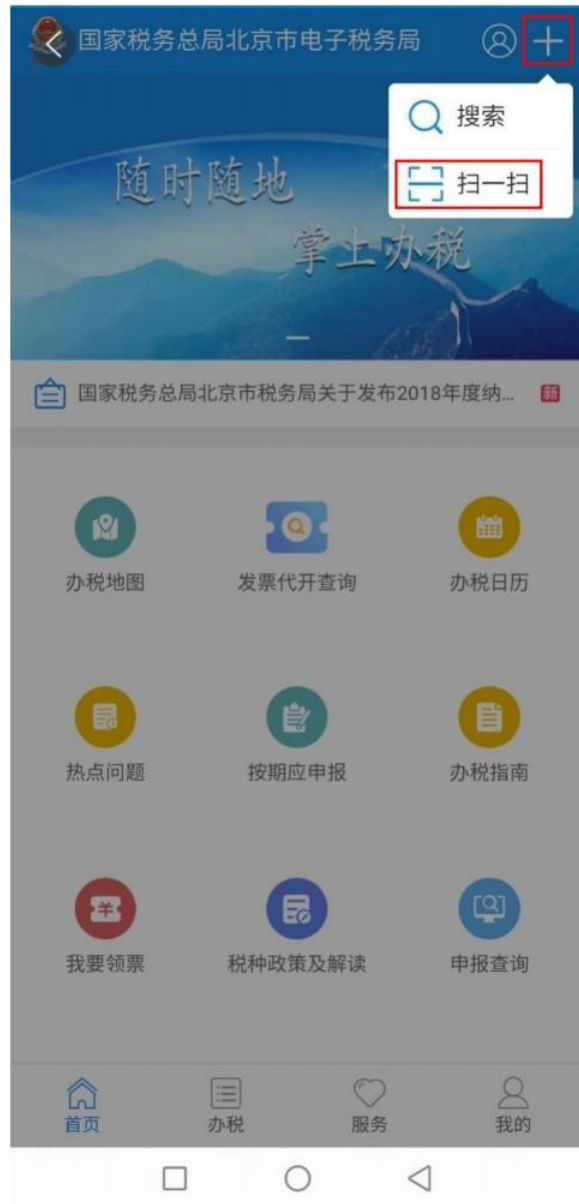 国家税务总局北京市电子税务局
搜索
扫一扫
随时随地
掌上办税
国家税务总局北京市税务局关于发布2018年度纳...
新
办税地图
发票代开查询
办税日历
热点问题
按期应申报
办税指南
我要领票
税种政策及解读
申报查询
首页
办税
服务
我的